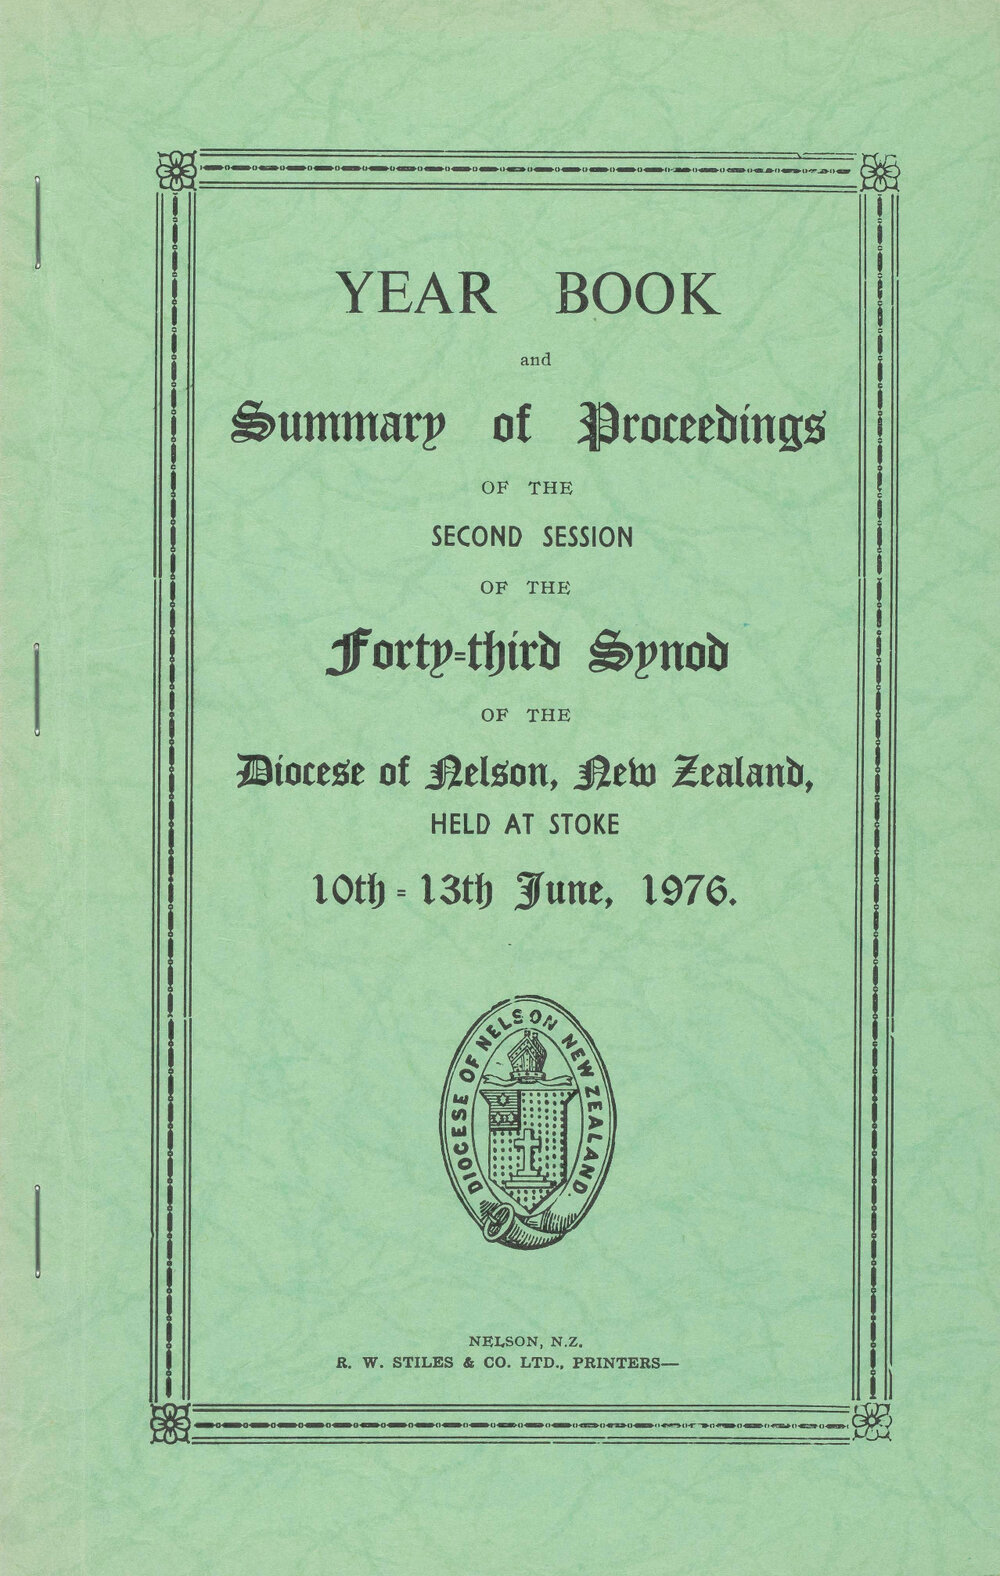 YEAR BOOK
and
Summary of Proceedings
OF THE
SECOND SESSION
OF THE
Forty-third Synod
OF THE
Diocese of Nelson, New Zealand,
HELD AT STOKE
10th - 13th June, 1976.
DIOCESE OF NELSON NEW ZEALAND
NELSON, N.Z.
R. W. STILES & CO. LTD., PRINTERS—